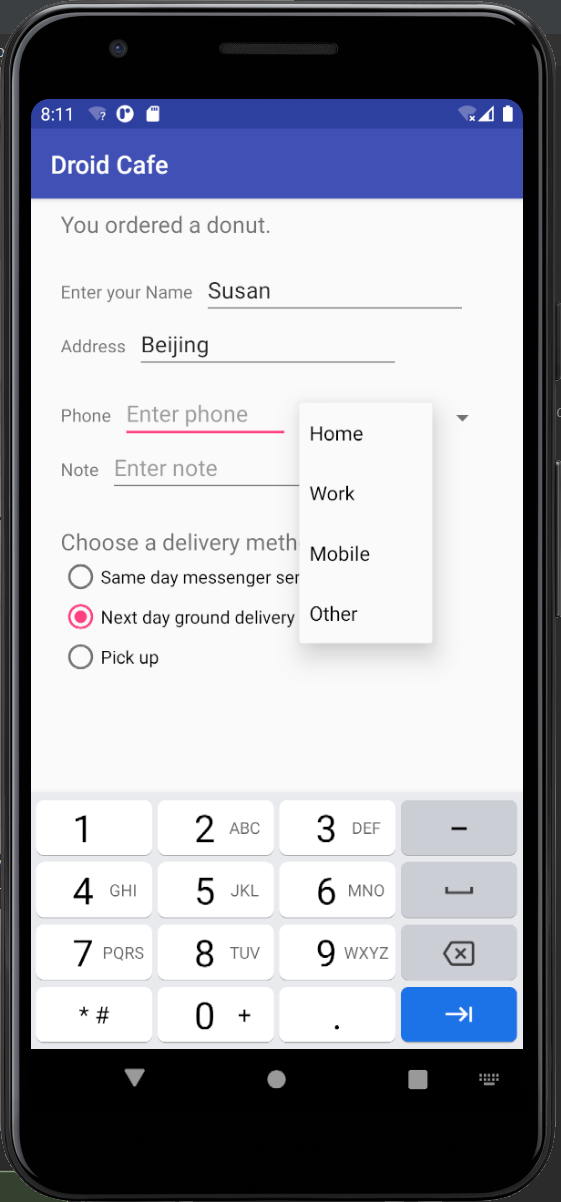 8:11
Droid Cafe
You ordered a donut.
Enter your Name Susan
Address Beijing
Phone Enter phone
Home
Note Enter note
Work
Choose a delivery meth
Mobile
Same day messenger ser
Next day ground delivery
Other
Pick up
1 2 ABC 3 DEF –
4 GHI 5 JKL 6 MNO
7 PQRS 8 TUV 9 WXYZ
* # 0 + .